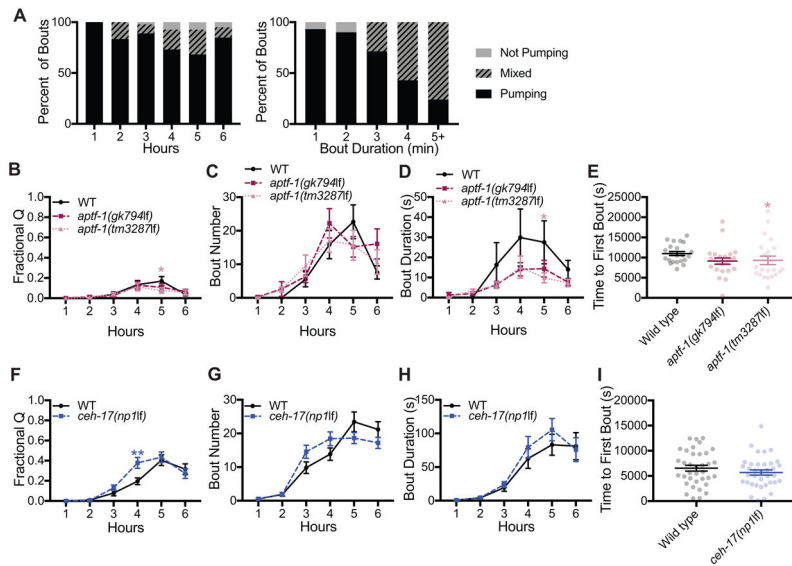 A
Percent of Bouts
100
50
0
1 2 3 4 5 6
Hours
Percent of Bouts
100
50
0
1 2 3 4 5+
Bout Duration (min)
Not Pumping
Mixed
Pumping
B
WT
aptf-1(gk794lf)
aptf-1(tm3287lf)
Fractional Q
1.0
0.8
0.6
0.4
0.2
0.0
*
1 2 3 4 5 6
Hours
C
WT
aptf-1(gk794lf)
aptf-1(tm3287lf)
Bout Number
30
20
10
0
1 2 3 4 5 6
Hours
D
WT
aptf-1(gk794lf)
aptf-1(tm3287lf)
Bout Duration (s)
50
40
30
20
10
0
*
1 2 3 4 5 6
Hours
E
Time to First Bout (s)
25000
20000
15000
10000
5000
0
*
Wild type
aptf-1(gk794lf)
aptf-1(tm3287lf)
F
WT
ceh-17(np1lf)
Fractional Q
1.0
0.8
0.6
0.4
0.2
0.0
**
1 2 3 4 5 6
Hours
G
WT
ceh-17(np1lf)
Bout Number
30
20
10
0
1 2 3 4 5 6
Hours
H
WT
ceh-17(np1lf)
Bout Duration (s)
150
100
50
0
1 2 3 4 5 6
Hours
I
Time to First Bout (s)
20000
15000
10000
5000
0
Wild type
ceh-17(np1lf)